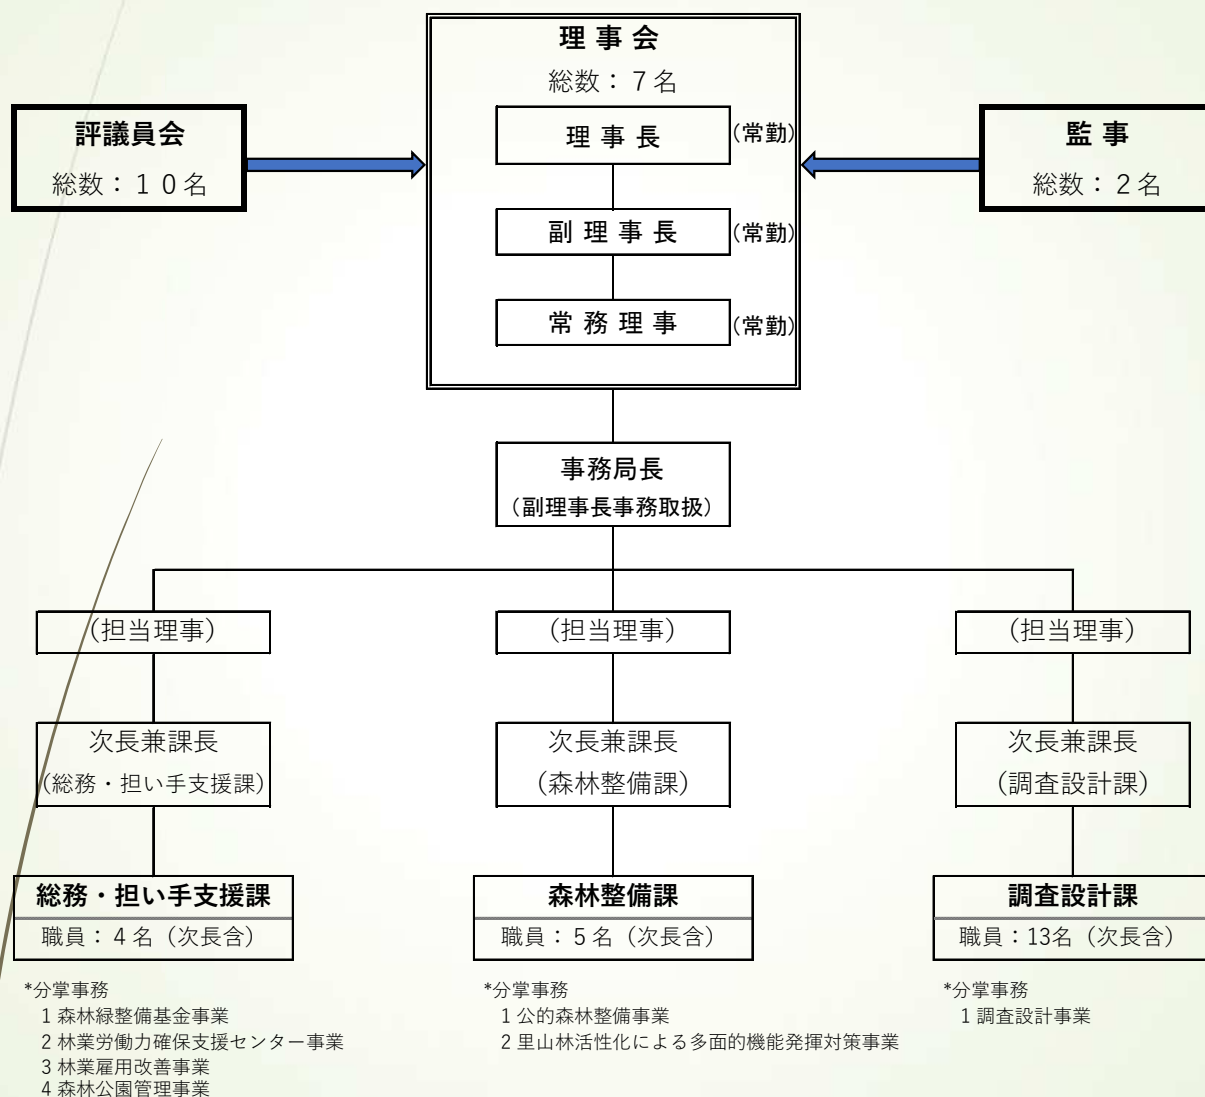 理事会
総数：７名
評議員会
総数：１０名
監事
総数：２名
理事長
(常勤)
副理事長
(常勤)
常務理事
(常勤)
事務局長
（副理事長事務取扱）
（担当理事）
（担当理事）
（担当理事）
次長兼課長
（総務・担い手支援課）
次長兼課長
（森林整備課）
次長兼課長
（調査設計課）
総務・担い手支援課
職員：４名（次長含）
森林整備課
職員：５名（次長含）
調査設計課
職員：13名（次長含）
*分掌事務
1 森林緑整備基金事業
2 林業労働力確保支援センター事業
3 林業雇用改善事業
4 森林公園管理事業
*分掌事務
1 公的森林整備事業
2 里山林活性化による多面的機能発揮対策事業
*分掌事務
1 調査設計事業